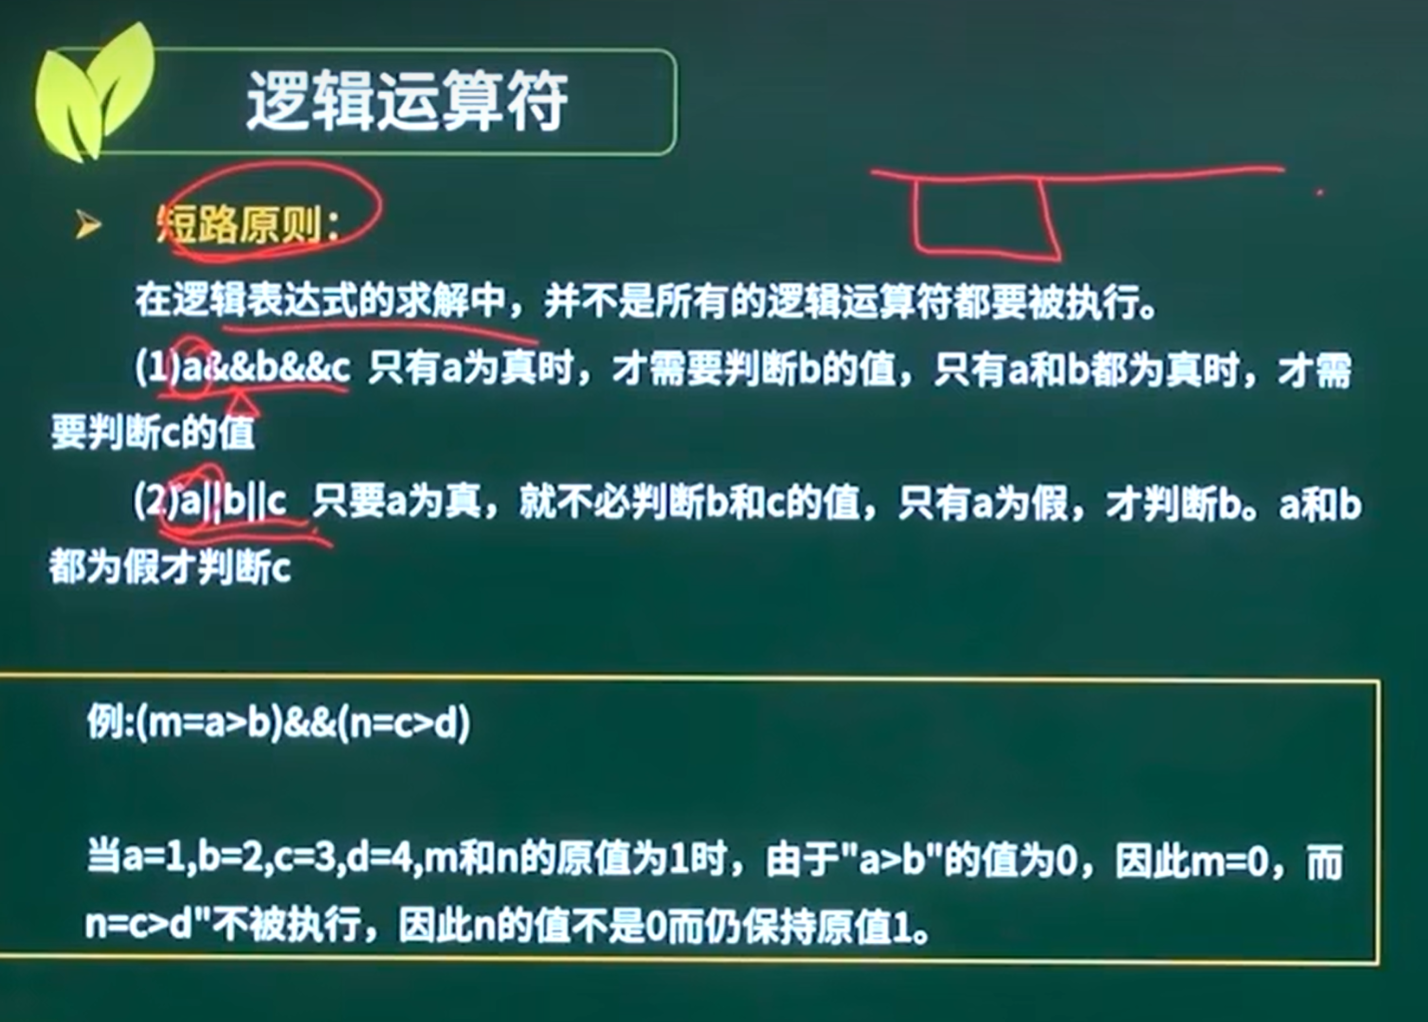 逻辑运算符
短路原则：
在逻辑表达式的求解中，并不是所有的逻辑运算符都要被执行。
(1)a&&b&&c 只有a为真时，才需要判断b的值，只有a和b都为真时，才需
要判断c的值
(2)a||b||c 只要a为真，就不必判断b和c的值，只有a为假，才判断b。a和b
都为假才判断c
例:(m=a>b)&&(n=c>d)
当a=1,b=2,c=3,d=4,m和n的原值为1时，由于"a>b"的值为0，因此m=0，而
n=c>d"不被执行，因此n的值不是0而仍保持原值1。